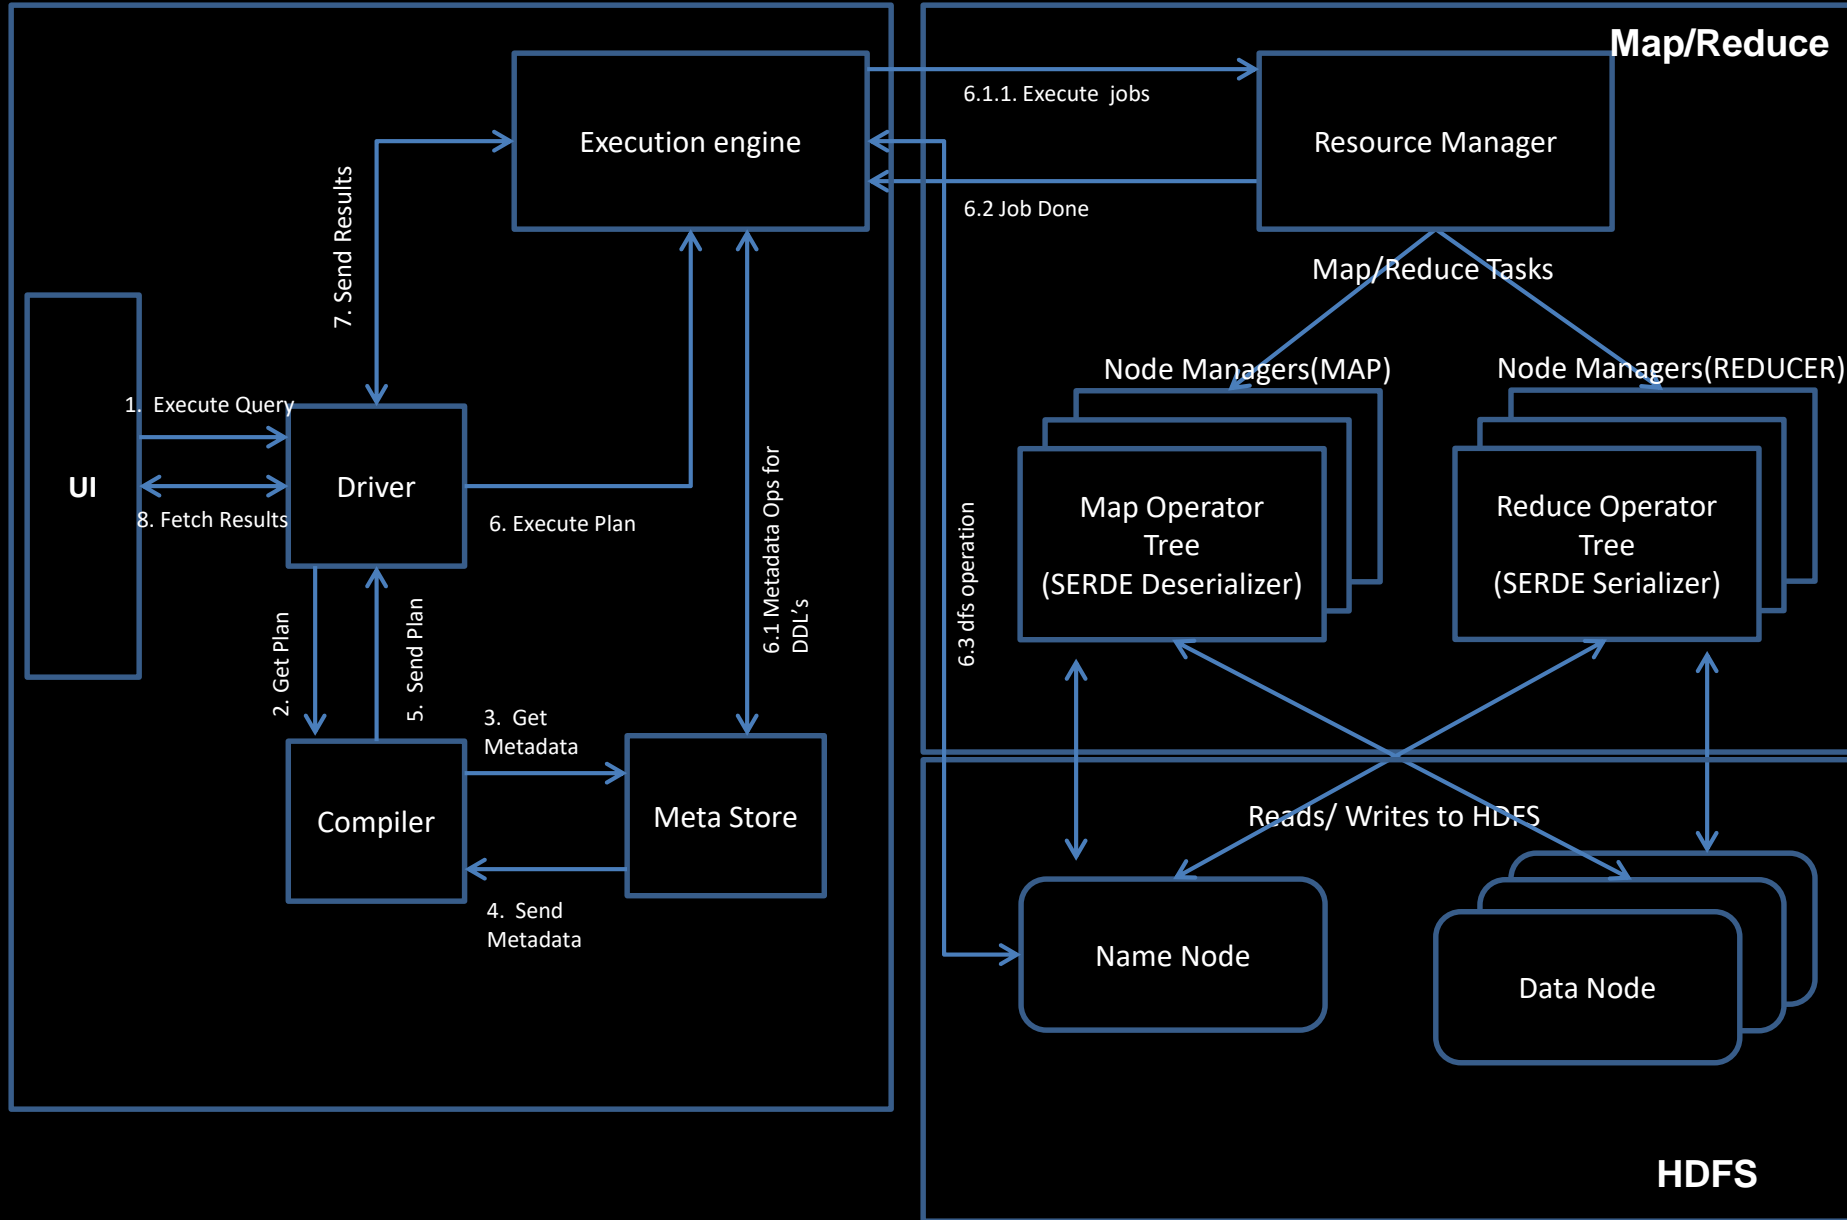 Map/Reduce
Execution engine
6.1.1. Execute  jobs
Resource Manager
6.2 Job Done
7. Send Results
Map/Reduce Tasks
Node Managers(MAP)
Node Managers(REDUCER)
1.  Execute Query
UI
Driver
8. Fetch Results
6. Execute Plan
6.1 Metadata Ops for
DDL's
6.3 dfs operation
Map Operator
Tree
(SERDE Deserializer)
Reduce Operator
Tree
(SERDE Serializer)
2. Get Plan
5.  Send Plan
3.  Get
Metadata
Compiler
Meta Store
4.  Send
Metadata
Reads/ Writes to HDFS
Name Node
Data Node
HDFS